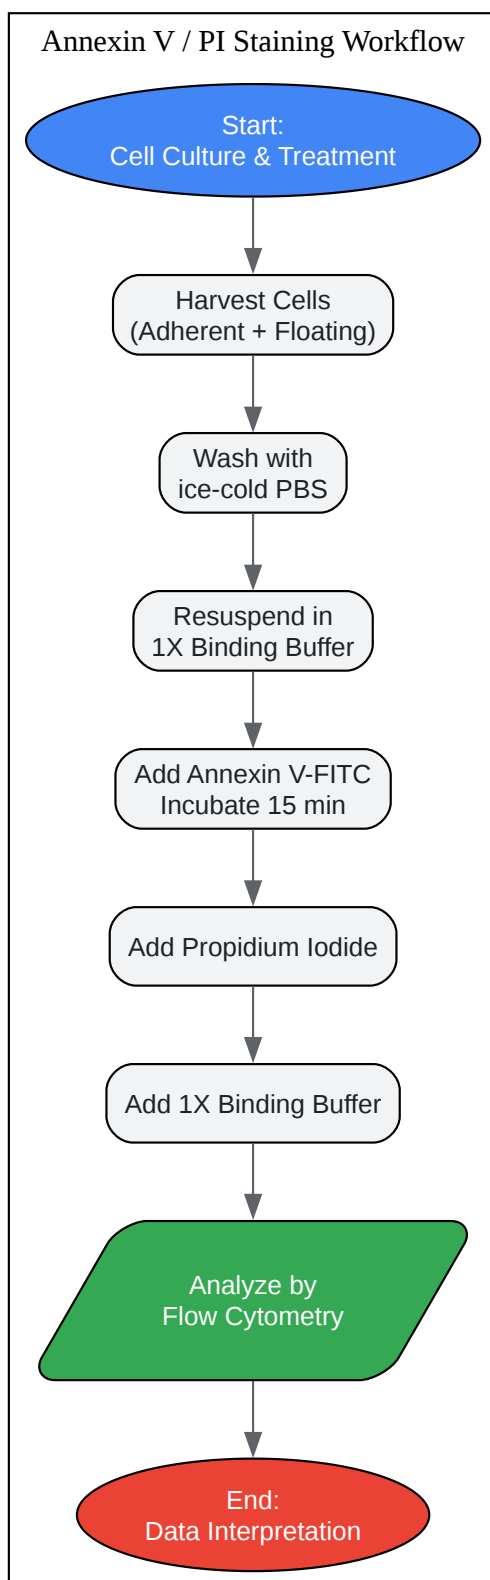 Annexin V / PI Staining Workflow
Start:
Cell Culture & Treatment
Harvest Cells
(Adherent + Floating)
Wash with
ice-cold PBS
Resuspend in
1X Binding Buffer
Add Annexin V-FITC
Incubate 15 min
Add Propidium Iodide
Add 1X Binding Buffer
Analyze by
Flow Cytometry
End:
Data Interpretation